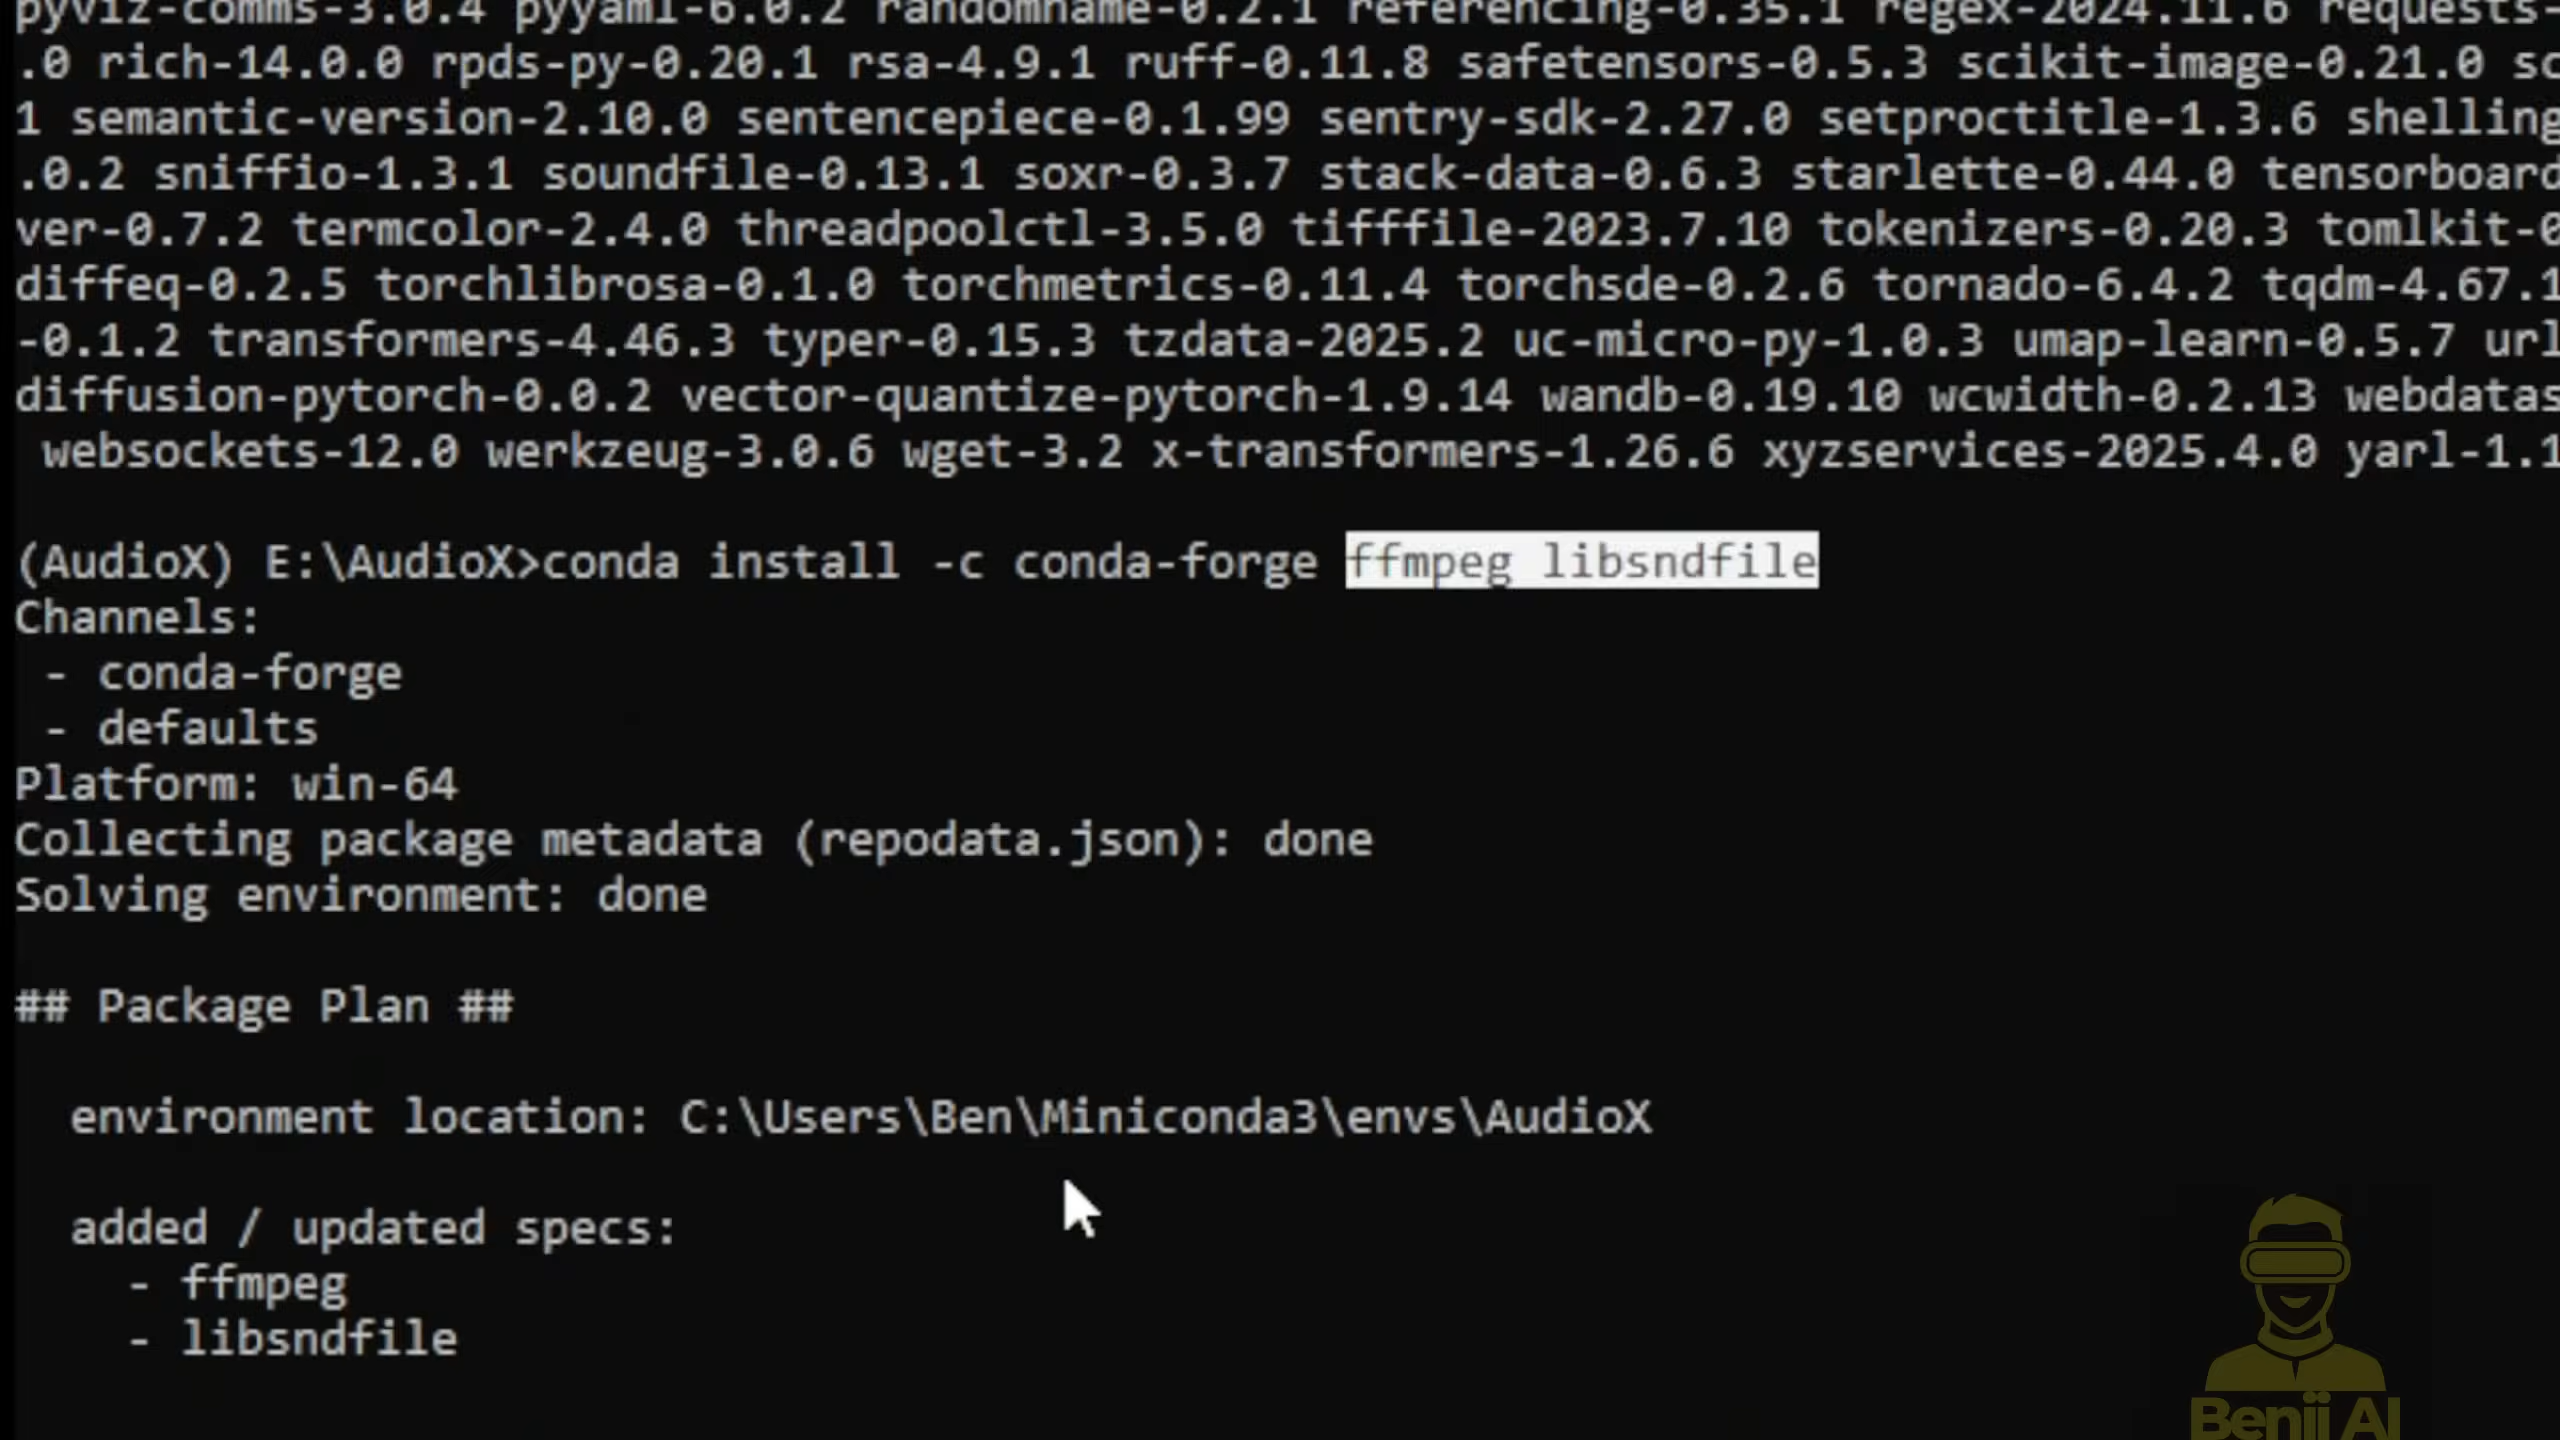 pyviz-comms-3.0.4 pyyaml-6.0.2 randomname-0.2.1 referencing-0.35.1 regex-2024.11.6 requests-
.0 rich-14.0.0 rpds-py-0.20.1 rsa-4.9.1 ruff-0.11.8 safetensors-0.5.3 scikit-image-0.21.0 sc
1 semantic-version-2.10.0 sentencepiece-0.1.99 sentry-sdk-2.27.0 setproctitle-1.3.6 shelling
.0.2 sniffio-1.3.1 soundfile-0.13.1 soxr-0.3.7 stack-data-0.6.3 starlette-0.44.0 tensorboard
ver-0.7.2 termcolor-2.4.0 threadpoolctl-3.5.0 tifffile-2023.7.10 tokenizers-0.20.3 tomlkit-0
diffeq-0.2.5 torchlibrosa-0.1.0 torchmetrics-0.11.4 torchsde-0.2.6 tornado-6.4.2 tqdm-4.67.1
-0.1.2 transformers-4.46.3 typer-0.15.3 tzdata-2025.2 uc-micro-py-1.0.3 umap-learn-0.5.7 url
diffusion-pytorch-0.0.2 vector-quantize-pytorch-1.9.14 wandb-0.19.10 wcwidth-0.2.13 webdatas
websockets-12.0 werkzeug-3.0.6 wget-3.2 x-transformers-1.26.6 xyzservices-2025.4.0 yarl-1.1
(AudioX) E:\AudioX>conda install -c conda-forge ffmpeg libsndfile
Channels:
- conda-forge
- defaults
Platform: win-64
Collecting package metadata (repodata.json): done
Solving environment: done
## Package Plan ##
environment location: C:\Users\Ben\Miniconda3\envs\AudioX
added / updated specs:
- ffmpeg
- libsndfile
Benji AI